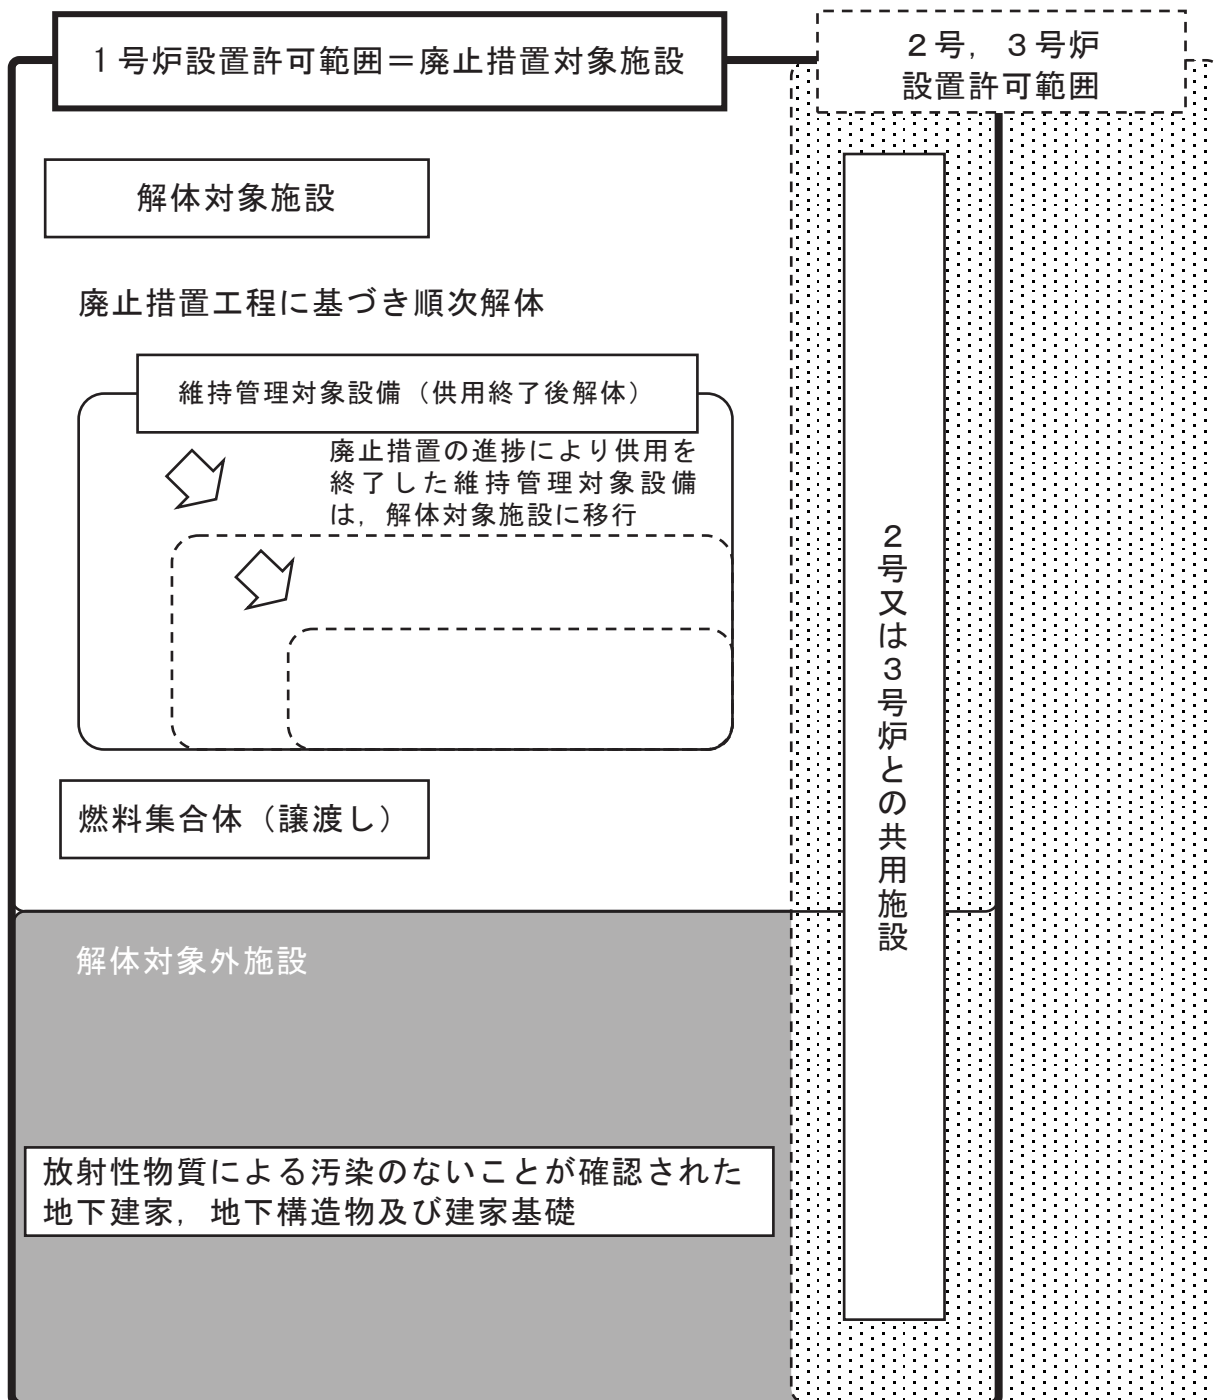 1号炉設置許可範囲＝廃止措置対象施設
2号，3号炉
設置許可範囲
解体対象施設
廃止措置工程に基づき順次解体
維持管理対象設備（供用終了後解体）
廃止措置の進捗により供用を
終了した維持管理対象設備
は，解体対象施設に移行
燃料集合体（譲渡し）
2号又は3号炉との共用施設
解体対象外施設
放射性物質による汚染のないことが確認された
地下建家，地下構造物及び建家基礎